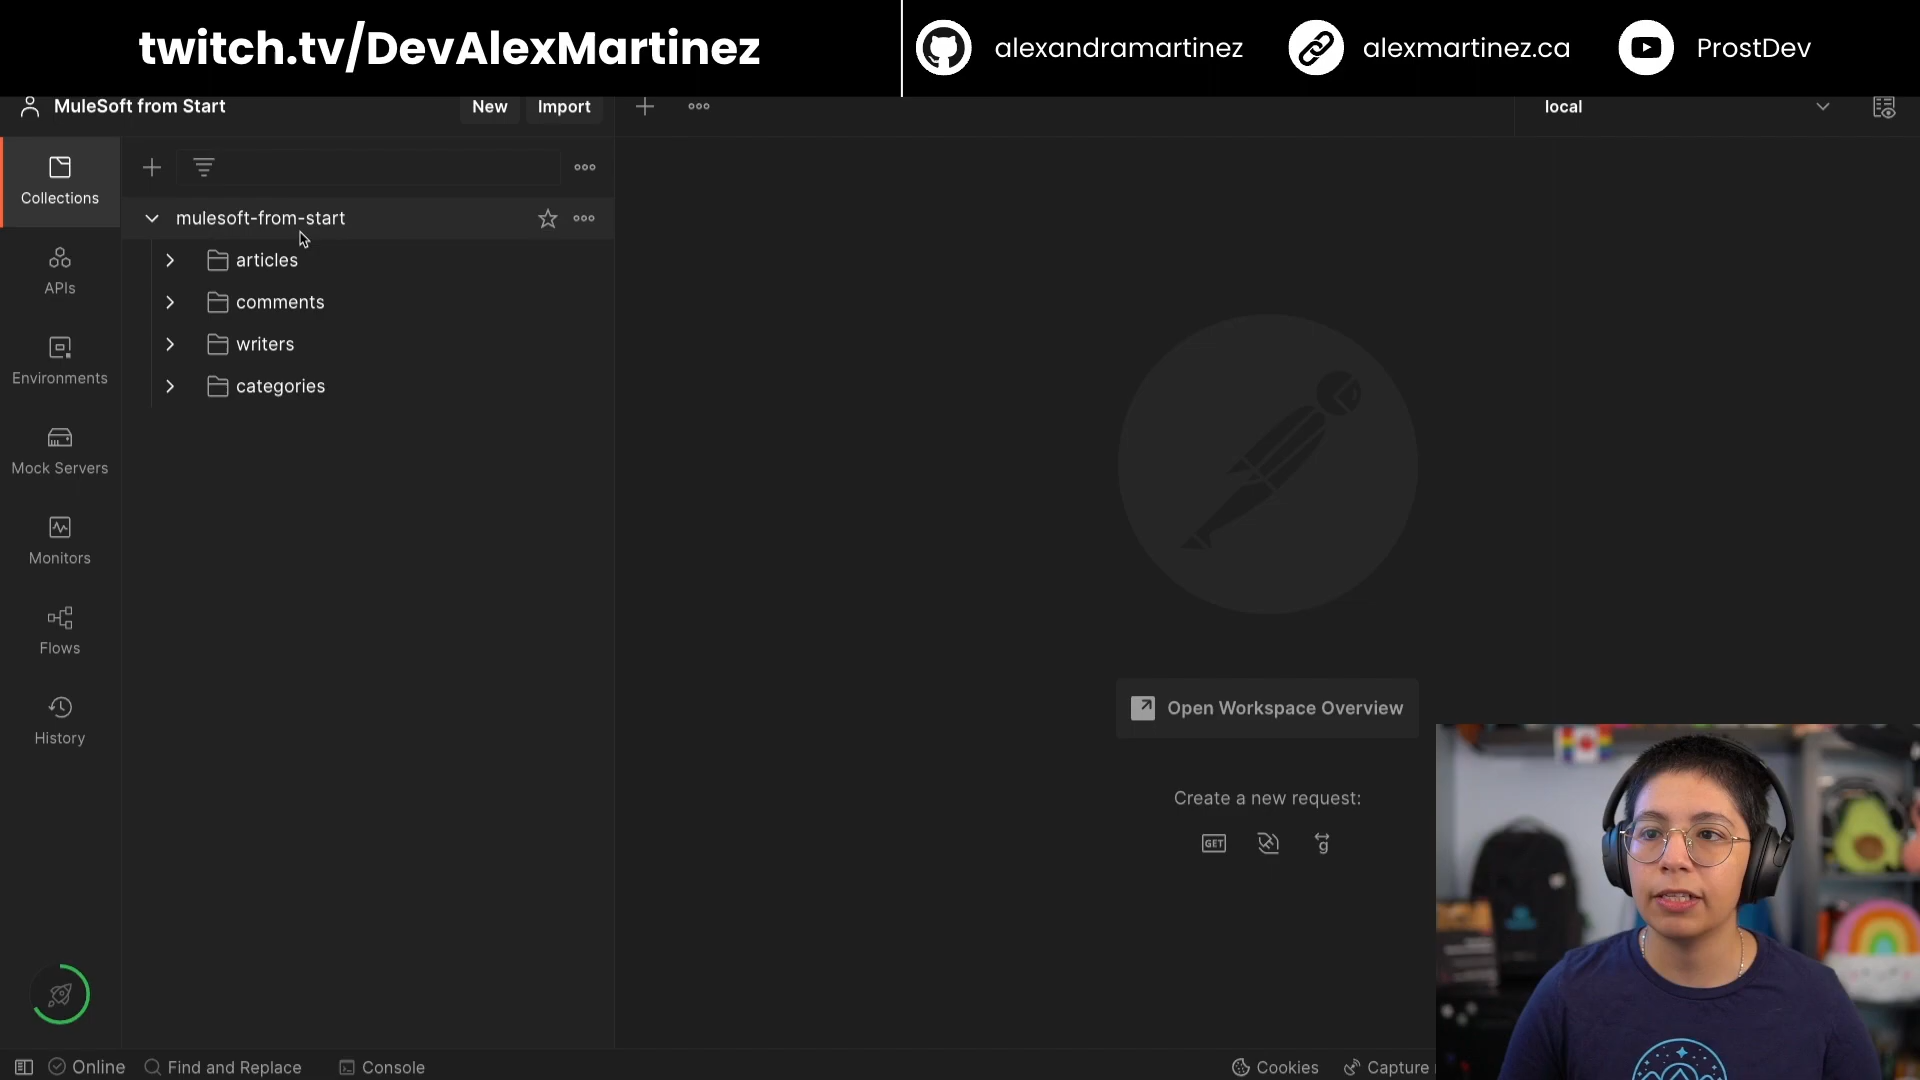 twitch.tv/DevAlexMartinez
alexandramartinez
alexmartinez.ca
ProstDev
MuleSoft from Start
New
Import
local
Collections
mulesoft-from-start
articles
comments
writers
categories
APIs
Environments
Mock Servers
Monitors
Flows
History
Open Workspace Overview
Create a new request:
GET
g
Online
Find and Replace
Console
Cookies
Capture